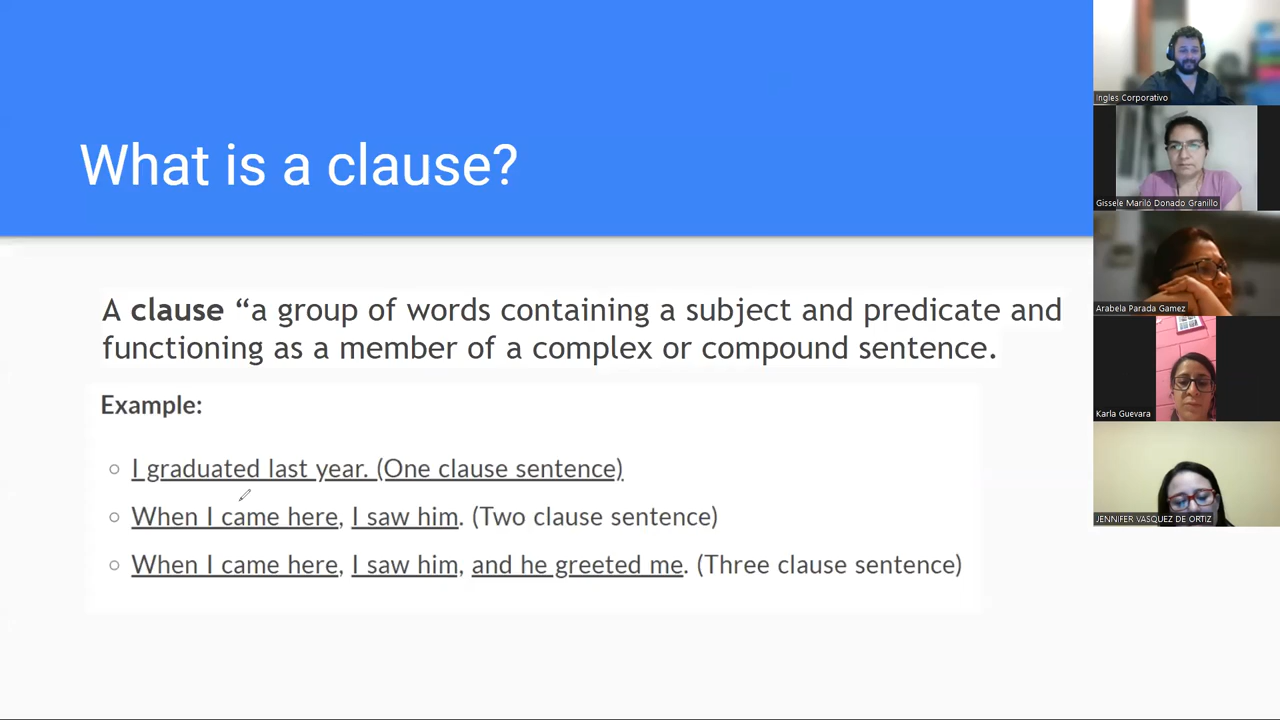 What is a clause?
A clause “a group of words containing a subject and predicate and
functioning as a member of a complex or compound sentence.
Example:
I graduated last year. (One clause sentence)
When I came here, I saw him. (Two clause sentence)
When I came here, I saw him, and he greeted me. (Three clause sentence)
Ingles Corporativo
Gissele Mariló Donado Granillo
Arabela Parada Gamez
Karla Guevara
JENNIFER VASQUEZ DE ORTIZ